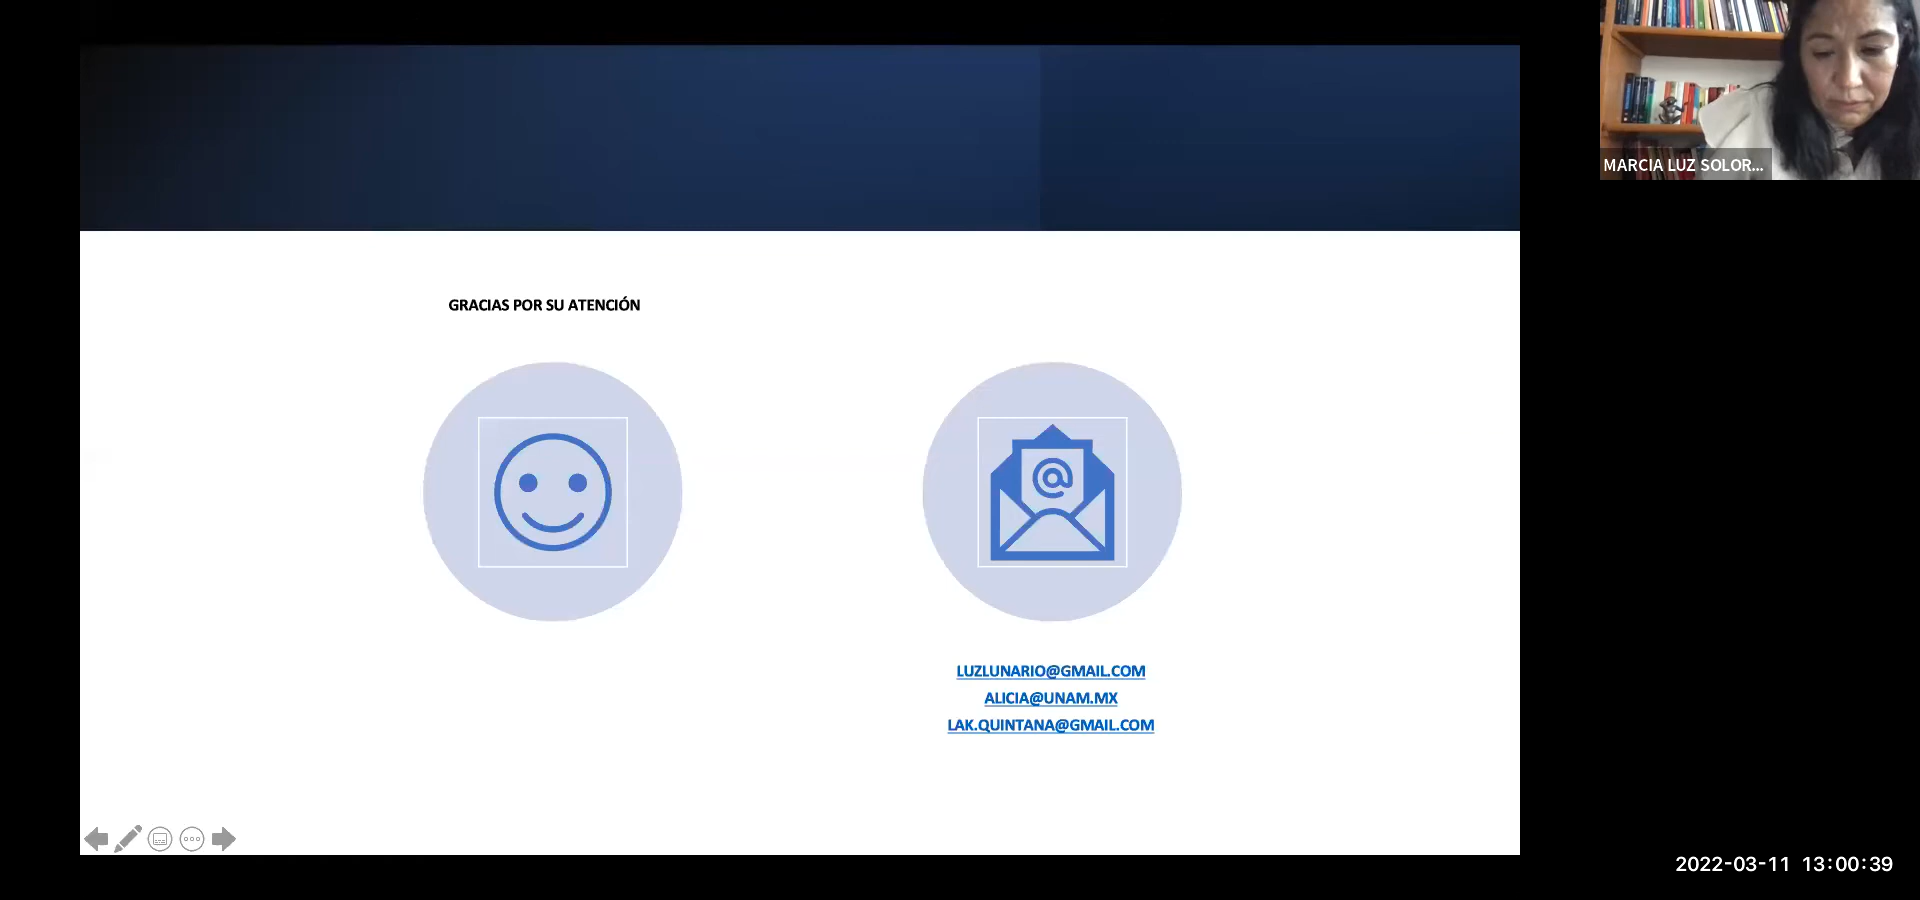 MARCIA LUZ SOLOR...
GRACIAS POR SU ATENCIÓN
@
LUZLUNARIO@GMAIL.COM
ALICIA@UNAM.MX
LAK.QUINTANA@GMAIL.COM
2022-03-11 13:00:39